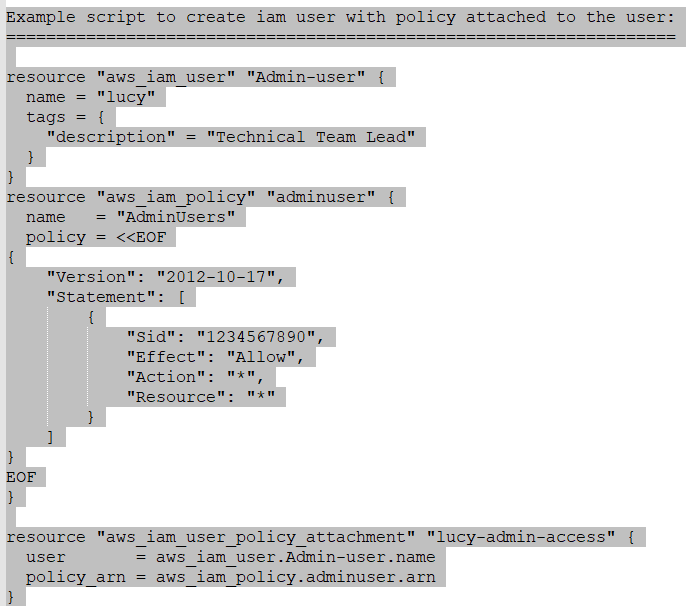 Example script to create iam user with policy attached to the user:
===================================================================
resource "aws_iam_user" "Admin-user" {
  name = "lucy"
  tags = {
    "description" = "Technical Team Lead"
  }
}
resource "aws_iam_policy" "adminuser" {
  name   = "AdminUsers"
  policy = <<EOF
{
    "Version": "2012-10-17",
    "Statement": [
        {
            "Sid": "1234567890",
            "Effect": "Allow",
            "Action": "*",
            "Resource": "*"
        }
    ]
}
EOF
}
resource "aws_iam_user_policy_attachment" "lucy-admin-access" {
  user       = aws_iam_user.Admin-user.name
  policy_arn = aws_iam_policy.adminuser.arn
}